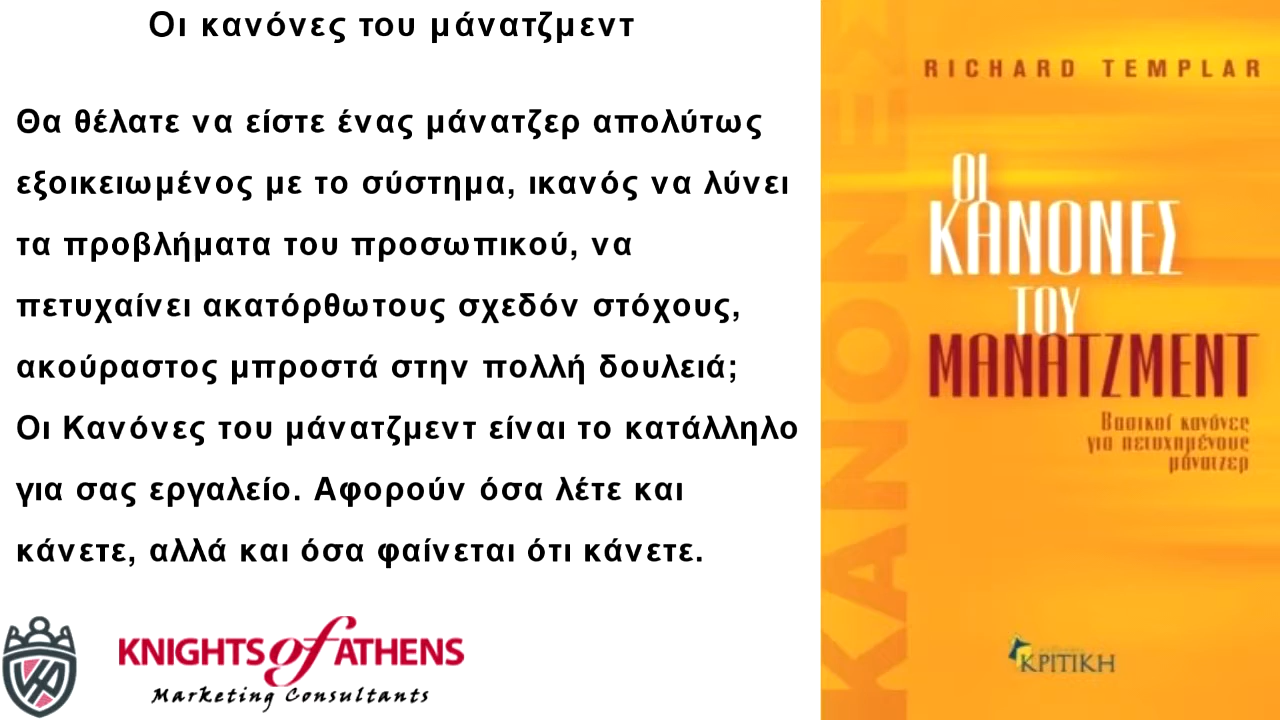 Οι κανόνες του μάνατζμεντ
Θα θέλατε να είστε ένας μάνατζερ απολύτως
εξοικειωμένος με το σύστημα, ικανός να λύνει
τα προβλήματα του προσωπικού, να
πετυχαίνει ακατόρθωτους σχεδόν στόχους,
ακούραστος μπροστά στην πολλή δουλειά;
Οι Κανόνες του μάνατζμεντ είναι το κατάλληλο
για σας εργαλείο. Αφορούν όσα λέτε και
κάνετε, αλλά και όσα φαίνεται ότι κάνετε.
KNIGHTS of ATHENS
Marketing Consultants
RICHARD TEMPLAR
ΚΑΝΟΝΕΣ
ΟΙ
ΚΑΝΟΝΕΣ
ΤΟΥ
ΜΑΝΑΤΖΜΕΝΤ
Βασικοί κανόνες
για πετυχημένους
μάνατζερ
ΚΡΙΤΙΚΗ